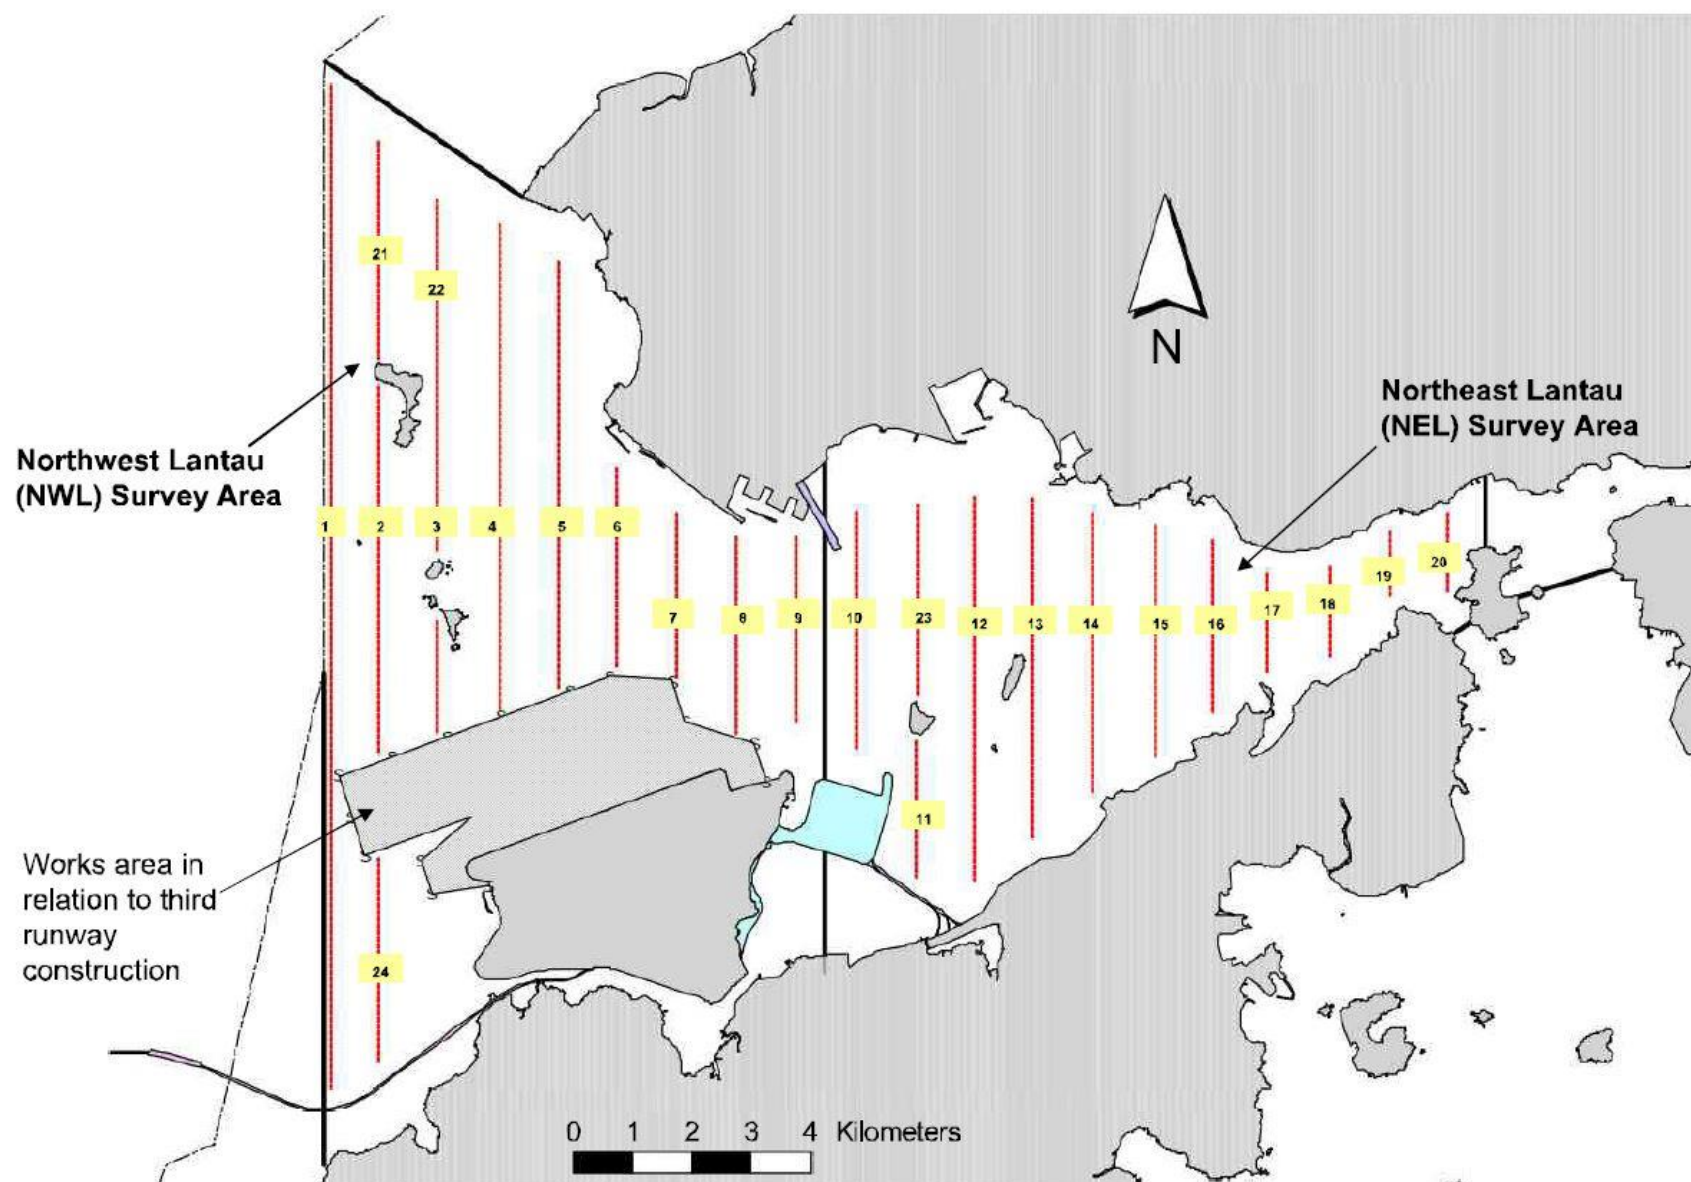 21
22
N
Northeast Lantau
(NEL) Survey Area
Northwest Lantau
(NWL) Survey Area
1 2 3 4 5 6
7 8 9 10 23 12 13 14 15 16 17 18 19 20
11
Works area in
relation to third
runway
construction
24
0 1 2 3 4 Kilometers